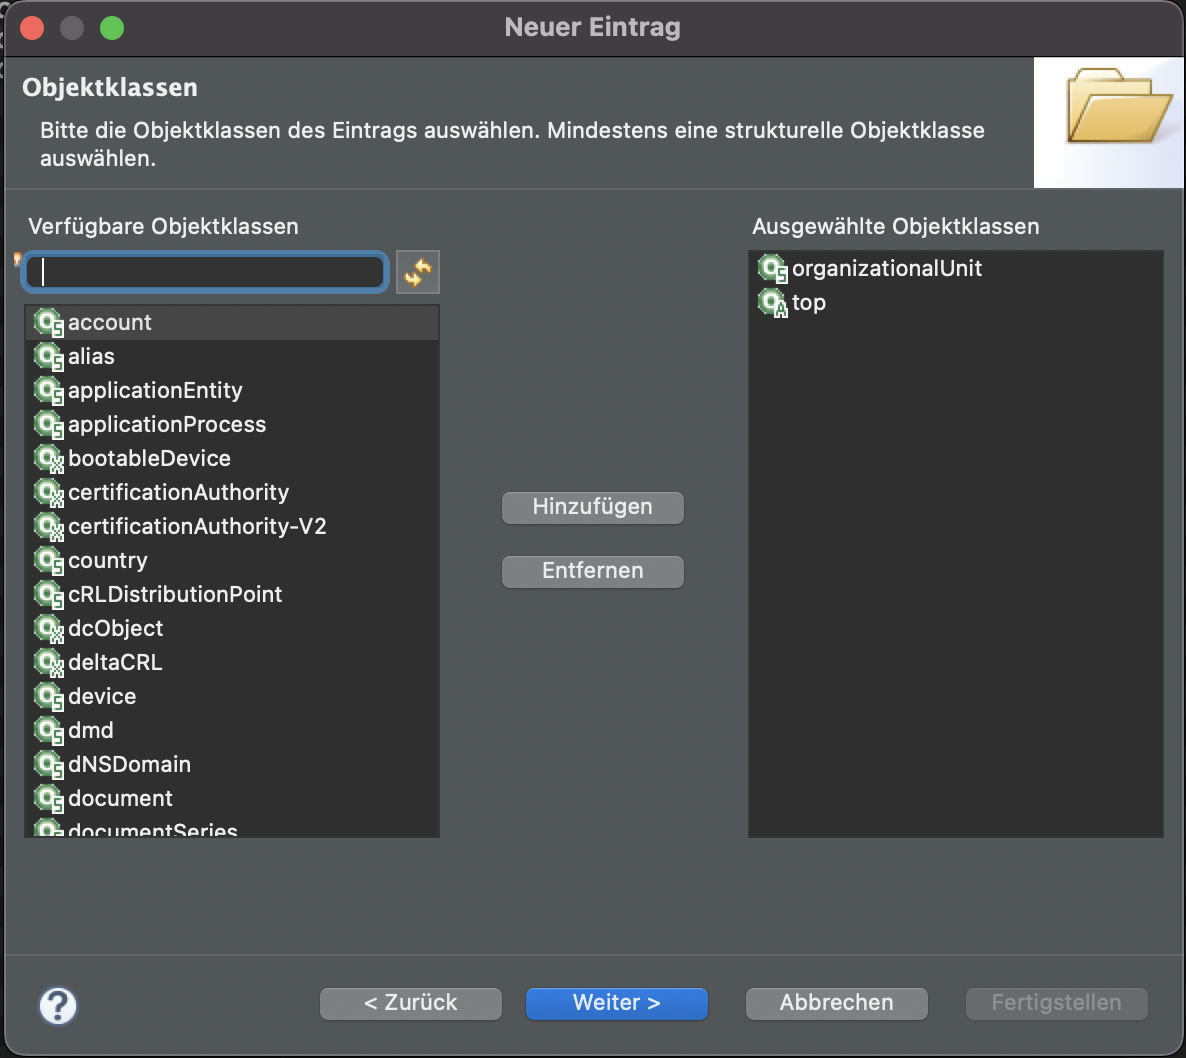 Neuer Eintrag
Objektklassen
Bitte die Objektklassen des Eintrags auswählen. Mindestens eine strukturelle Objektklasse
auswählen.
Verfügbare Objektklassen
account
alias
applicationEntity
applicationProcess
bootableDevice
certificationAuthority
certificationAuthority-V2
country
cRLDistributionPoint
dcObject
deltaCRL
device
dmd
dNSDomain
document
documentSeries
Hinzufügen
Entfernen
Ausgewählte Objektklassen
organizationalUnit
top
?
< Zurück
Weiter >
Abbrechen
Fertigstellen